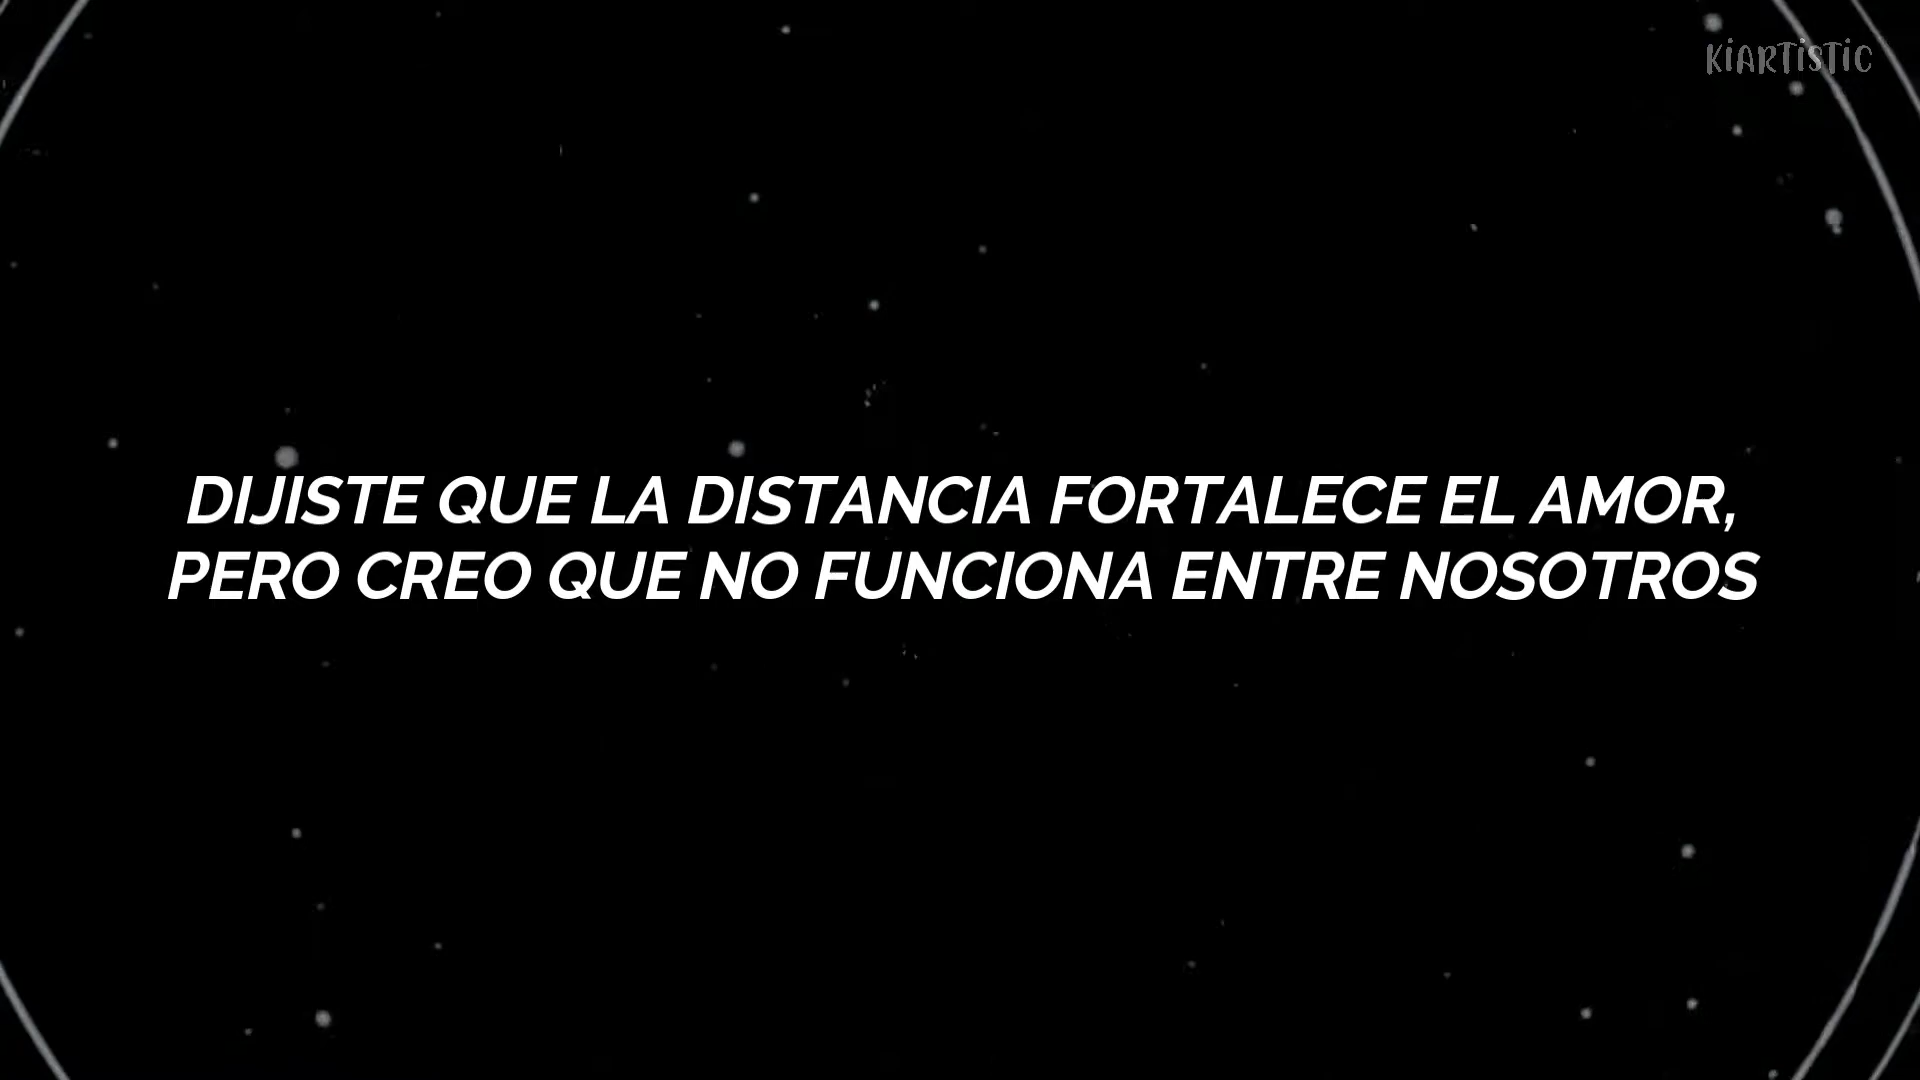 KiARTiSTiC
DIJISTE QUE LA DISTANCIA FORTALECE EL AMOR,
PERO CREO QUE NO FUNCIONA ENTRE NOSOTROS